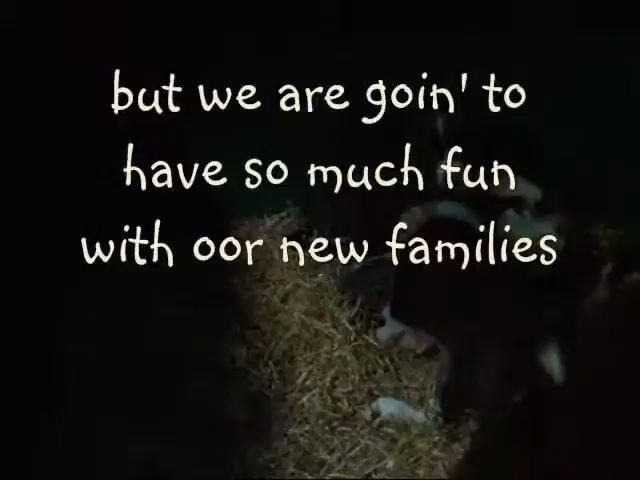 but we are goin' to
have so much fun
with oor new families